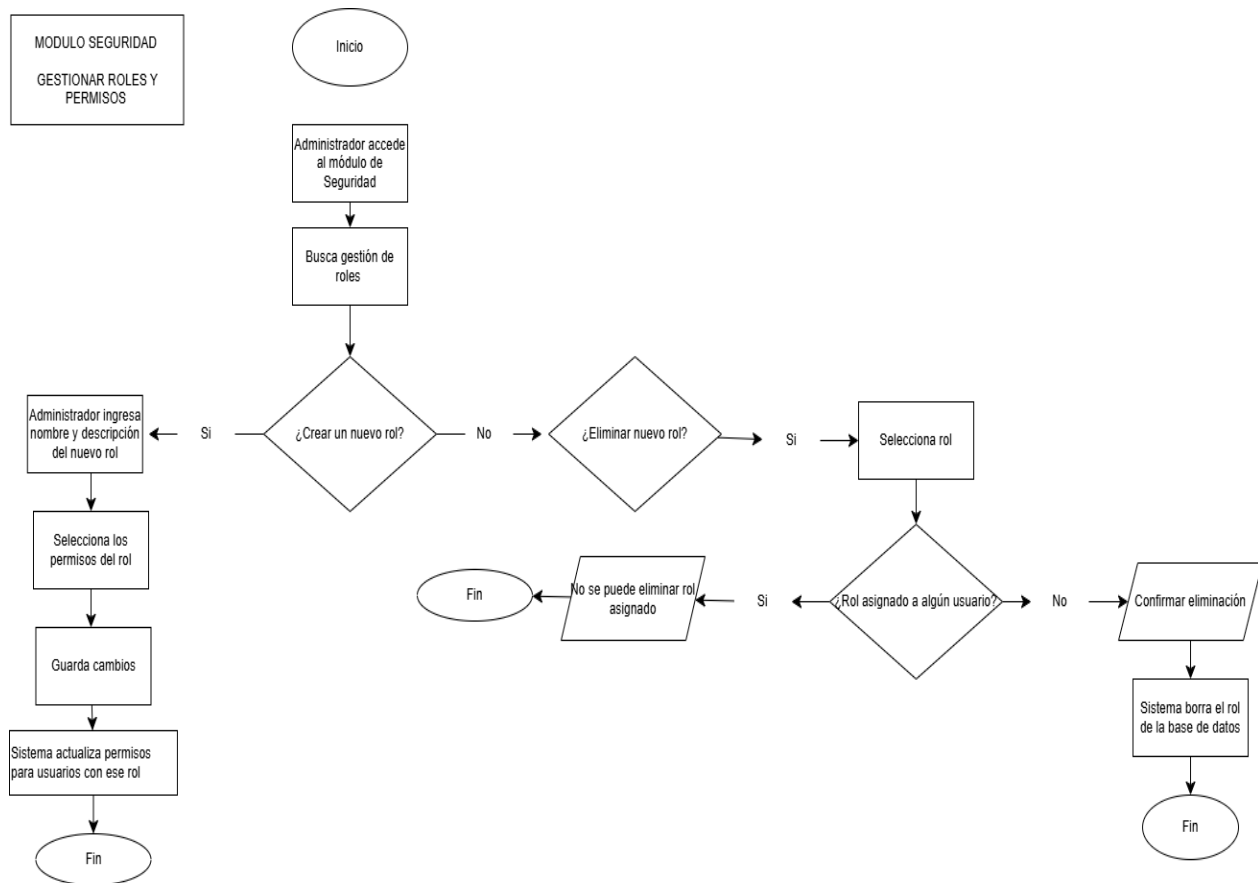 MODULO SEGURIDAD
GESTIONAR ROLES Y
PERMISOS
Inicio
Administrador accede
al módulo de
Seguridad
Busca gestión de
roles
¿Crear un nuevo rol?
Si
No
Administrador ingresa
nombre y descripción
del nuevo rol
Selecciona los
permisos del rol
Guarda cambios
Sistema actualiza permisos
para usuarios con ese rol
Fin
¿Eliminar nuevo rol?
Si
Selecciona rol
¿Rol asignado a algún usuario?
Si
No se puede eliminar rol
asignado
Fin
No
Confirmar eliminación
Sistema borra el rol
de la base de datos
Fin